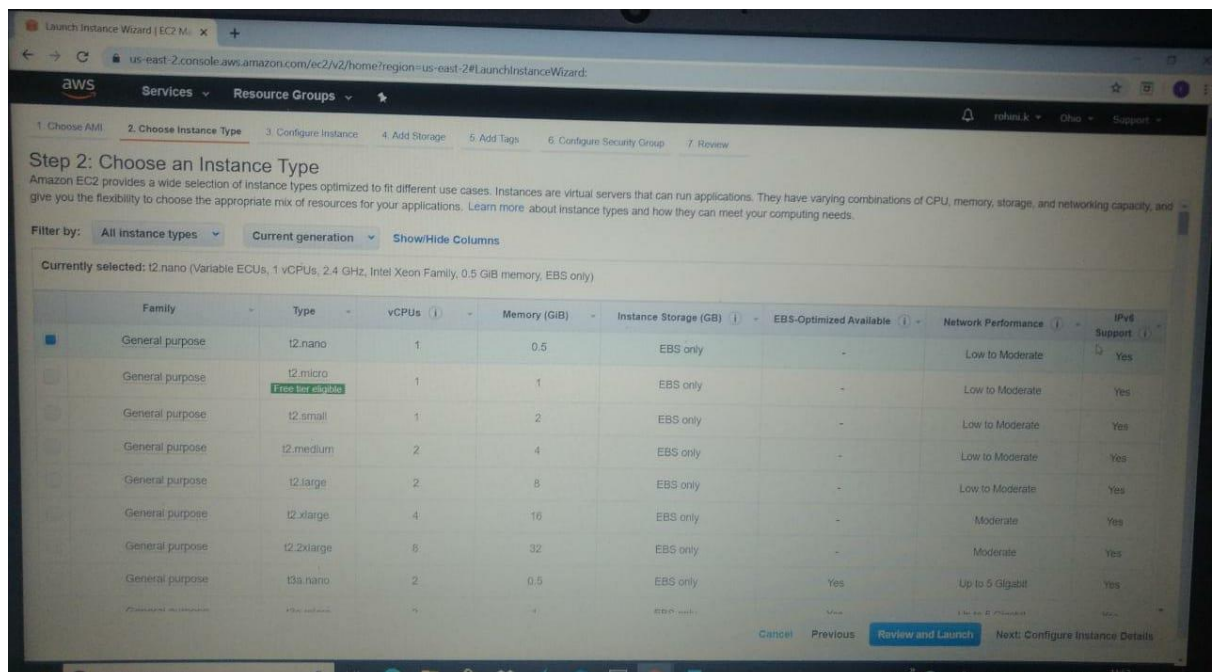 Launch Instance Wizard | EC2 M
us-east-2.console.aws.amazon.com/ec2/v2/home?region=us-east-2#LaunchInstanceWizard:
aws Services Resource Groups
rohini.k Ohio Support
1. Choose AMI 2. Choose Instance Type 3. Configure Instance 4. Add Storage 5. Add Tags 6. Configure Security Group 7. Review
Step 2: Choose an Instance Type
Amazon EC2 provides a wide selection of instance types optimized to fit different use cases. Instances are virtual servers that can run applications. They have varying combinations of CPU, memory, storage, and networking capacity, and
give you the flexibility to choose the appropriate mix of resources for your applications. Learn more about instance types and how they can meet your computing needs.
Filter by: All instance types Current generation Show/Hide Columns
Currently selected: t2.nano (Variable ECUs, 1 vCPUs, 2.4 GHz, Intel Xeon Family, 0.5 GiB memory, EBS only)
Family Type vCPUs Memory (GiB) Instance Storage (GB) EBS-Optimized Available Network Performance IPv6 Support
General purpose t2.nano 1 0.5 EBS only - Low to Moderate Yes
General purpose t2.micro 1 1 EBS only - Low to Moderate Yes
Free tier eligible
General purpose t2.small 1 2 EBS only - Low to Moderate Yes
General purpose t2.medium 2 4 EBS only - Low to Moderate Yes
General purpose t2.large 2 8 EBS only - Low to Moderate Yes
General purpose t2.xlarge 4 16 EBS only - Moderate Yes
General purpose t2.2xlarge 8 32 EBS only - Moderate Yes
General purpose t3a.nano 2 0.5 EBS only Yes Up to 5 Gigabit Yes
Cancel Previous Review and Launch Next: Configure Instance Details